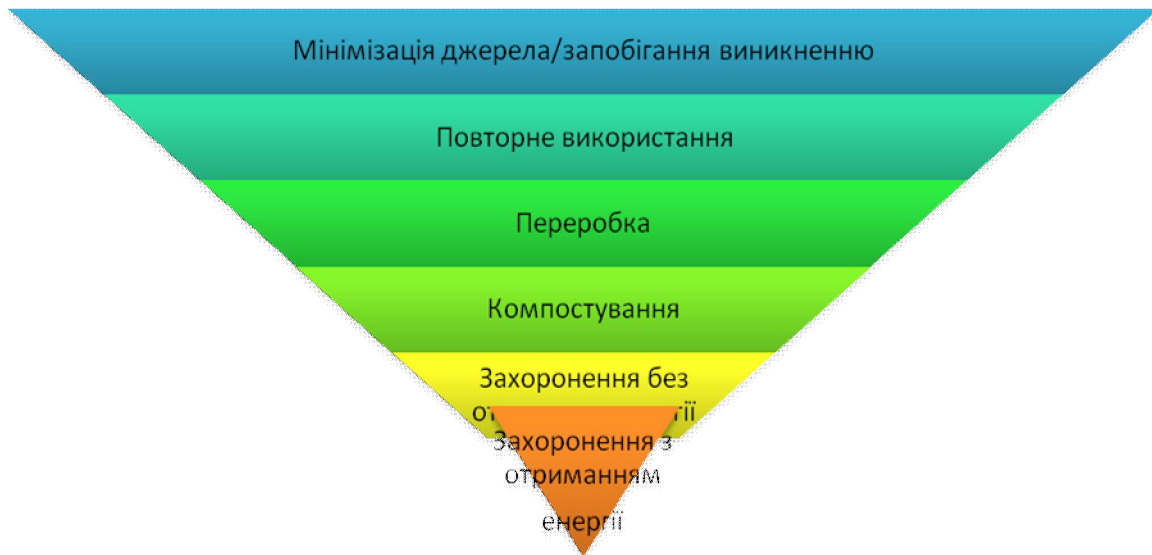 Мінімізація джерела/запобігання виникненню
Повторне використання
Переробка
Компостування
Захоронення без
Захоронення з
отриманням
енергії